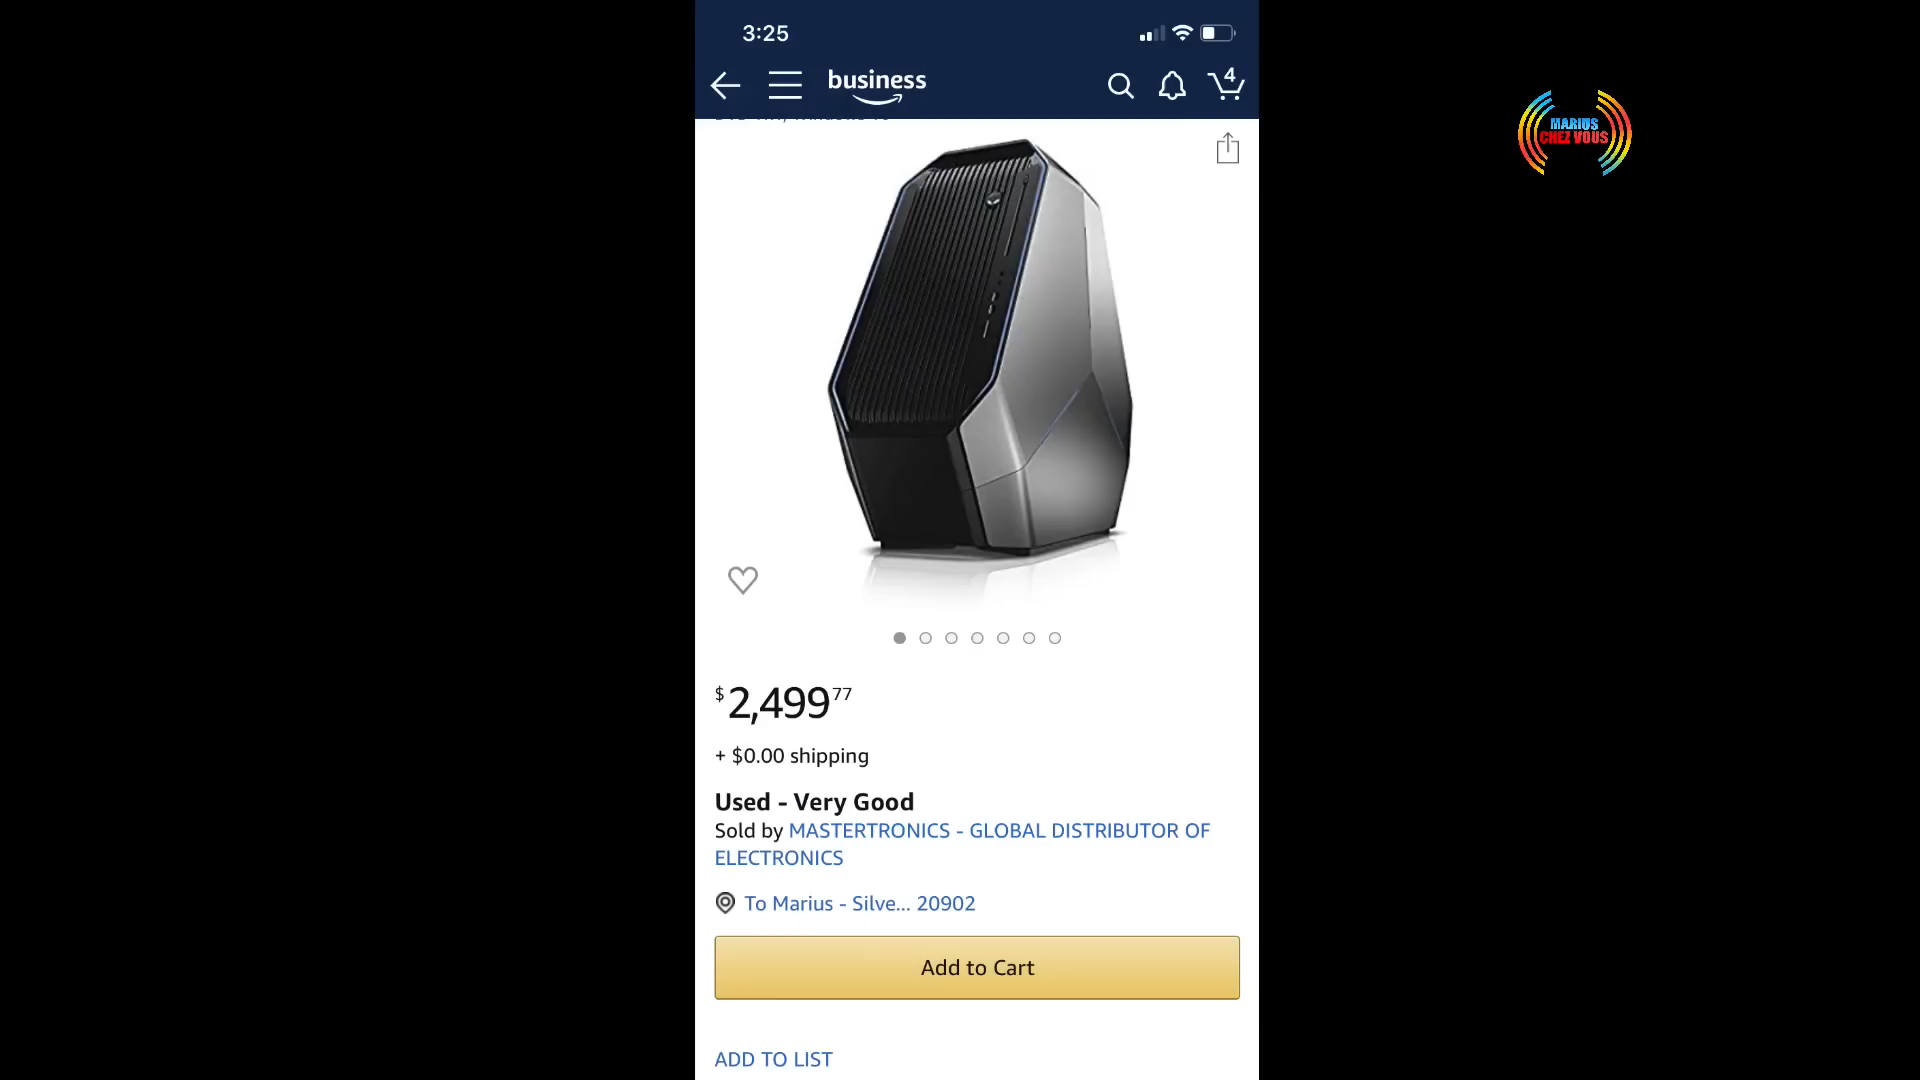 3:25
business
4
MARIUS
CHEZ VOUS
$2,499 77
+ $0.00 shipping
Used - Very Good
Sold by MASTERTRONICS - GLOBAL DISTRIBUTOR OF
ELECTRONICS
To Marius - Silve... 20902
Add to Cart
ADD TO LIST